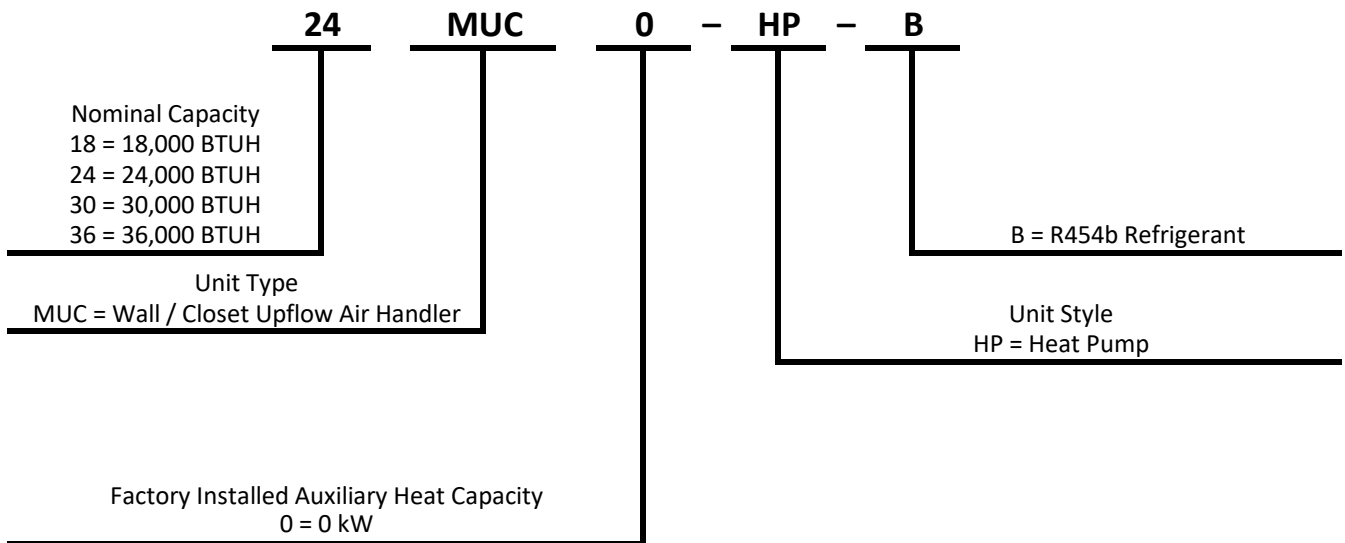 24 MUC 0 – HP – B
Nominal Capacity
18 = 18,000 BTUH
24 = 24,000 BTUH
30 = 30,000 BTUH
36 = 36,000 BTUH
B = R454b Refrigerant
Unit Type
MUC = Wall / Closet Upflow Air Handler
Unit Style
HP = Heat Pump
Factory Installed Auxiliary Heat Capacity
0 = 0 kW